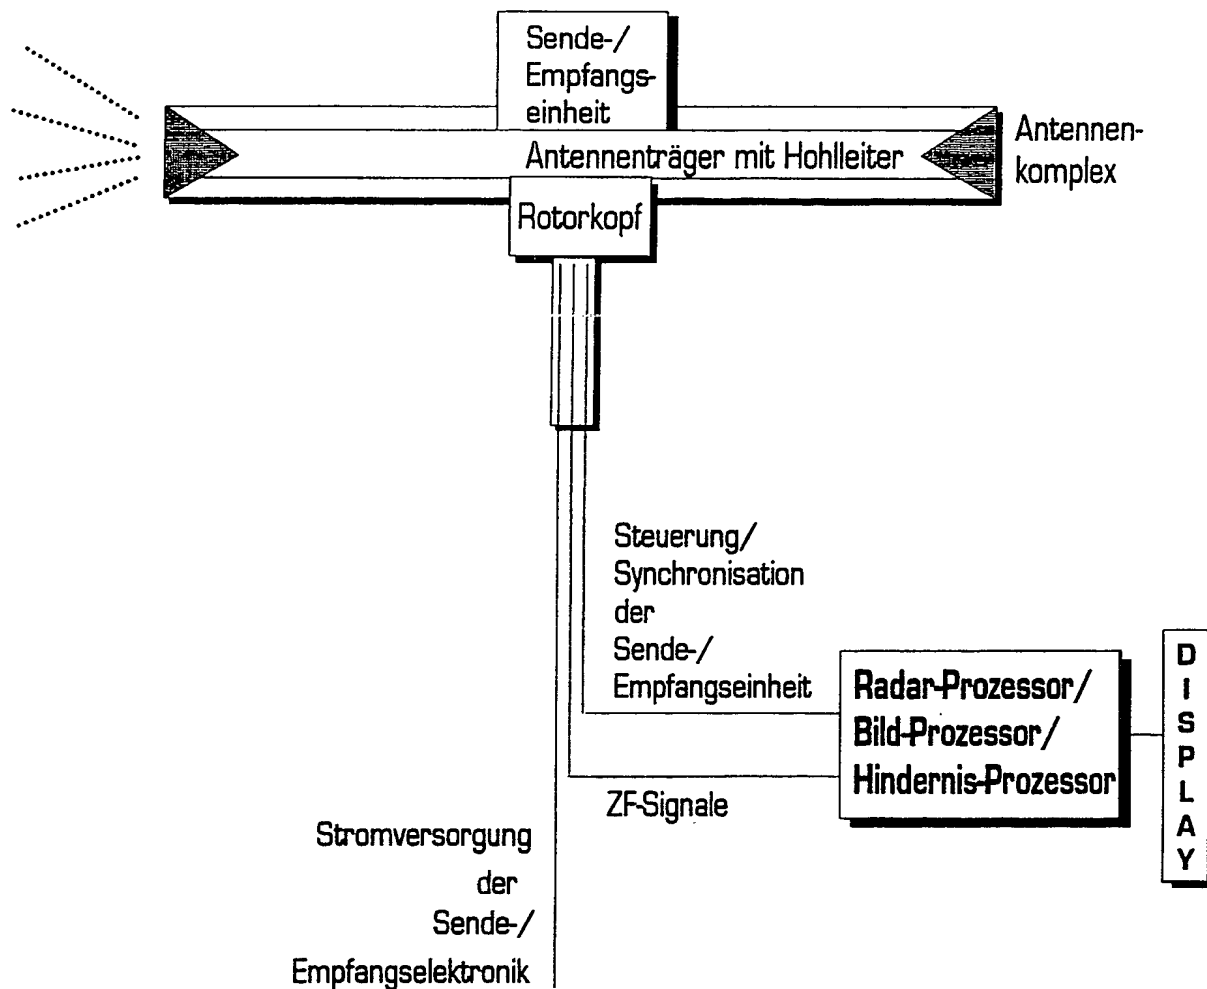 Sende-/
Empfangs-
einheit
Antennenträger mit Hohlleiter
Antennen-
komplex
Rotorkopf
Steuerung/
Synchronisation
der
Sende-/
Empfangseinheit
Radar-Prozessor/
Bild-Prozessor/
Hindernis-Prozessor
DISPLAY
ZF-Signale
Stromversorgung
der
Sende-/
Empfangselektronik